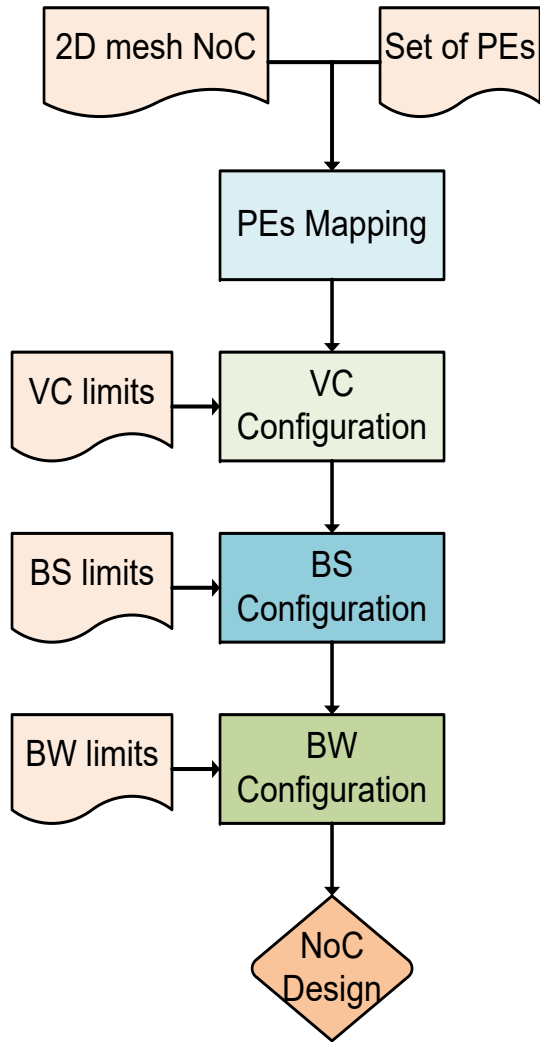 2D mesh NoC
Set of PEs
PEs Mapping
VC limits
VC
Configuration
BS limits
BS
Configuration
BW limits
BW
Configuration
NoC
Design